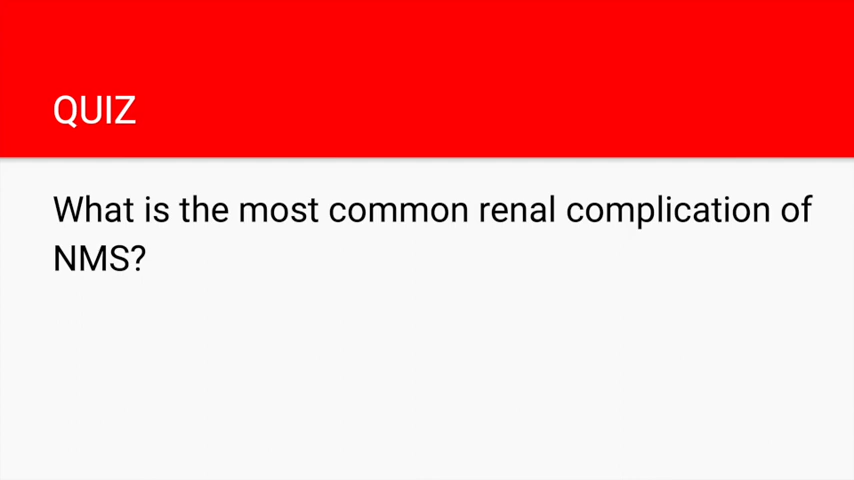 QUIZ
What is the most common renal complication of
NMS?